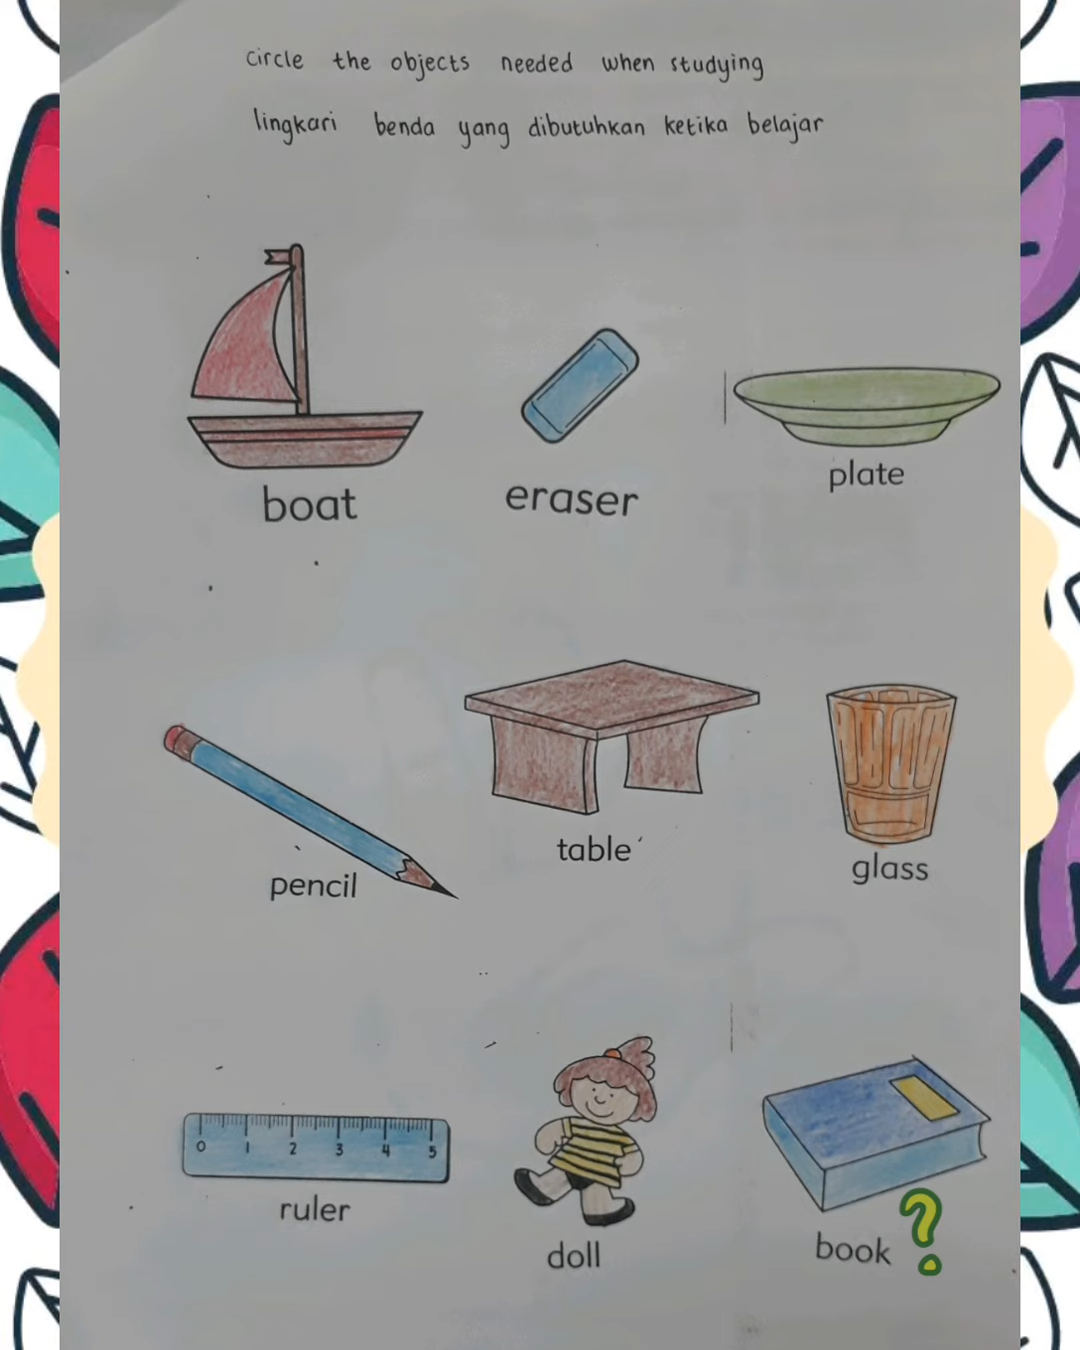 circle the objects needed when studying
lingkari benda yang dibutuhkan ketika belajar
boat
eraser
plate
pencil
table
glass
0 1 2 3 4 5
ruler
doll
book ?